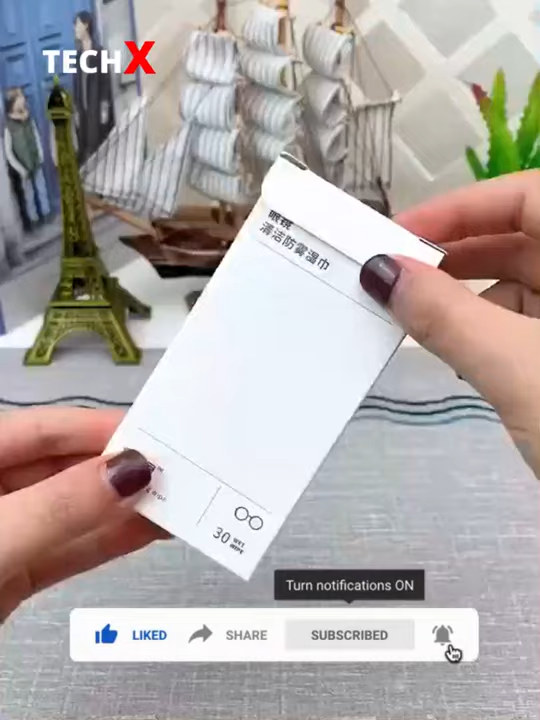 TECHX
眼镜
清洁防雾湿巾
30
Turn notifications ON
LIKED
SHARE
SUBSCRIBED